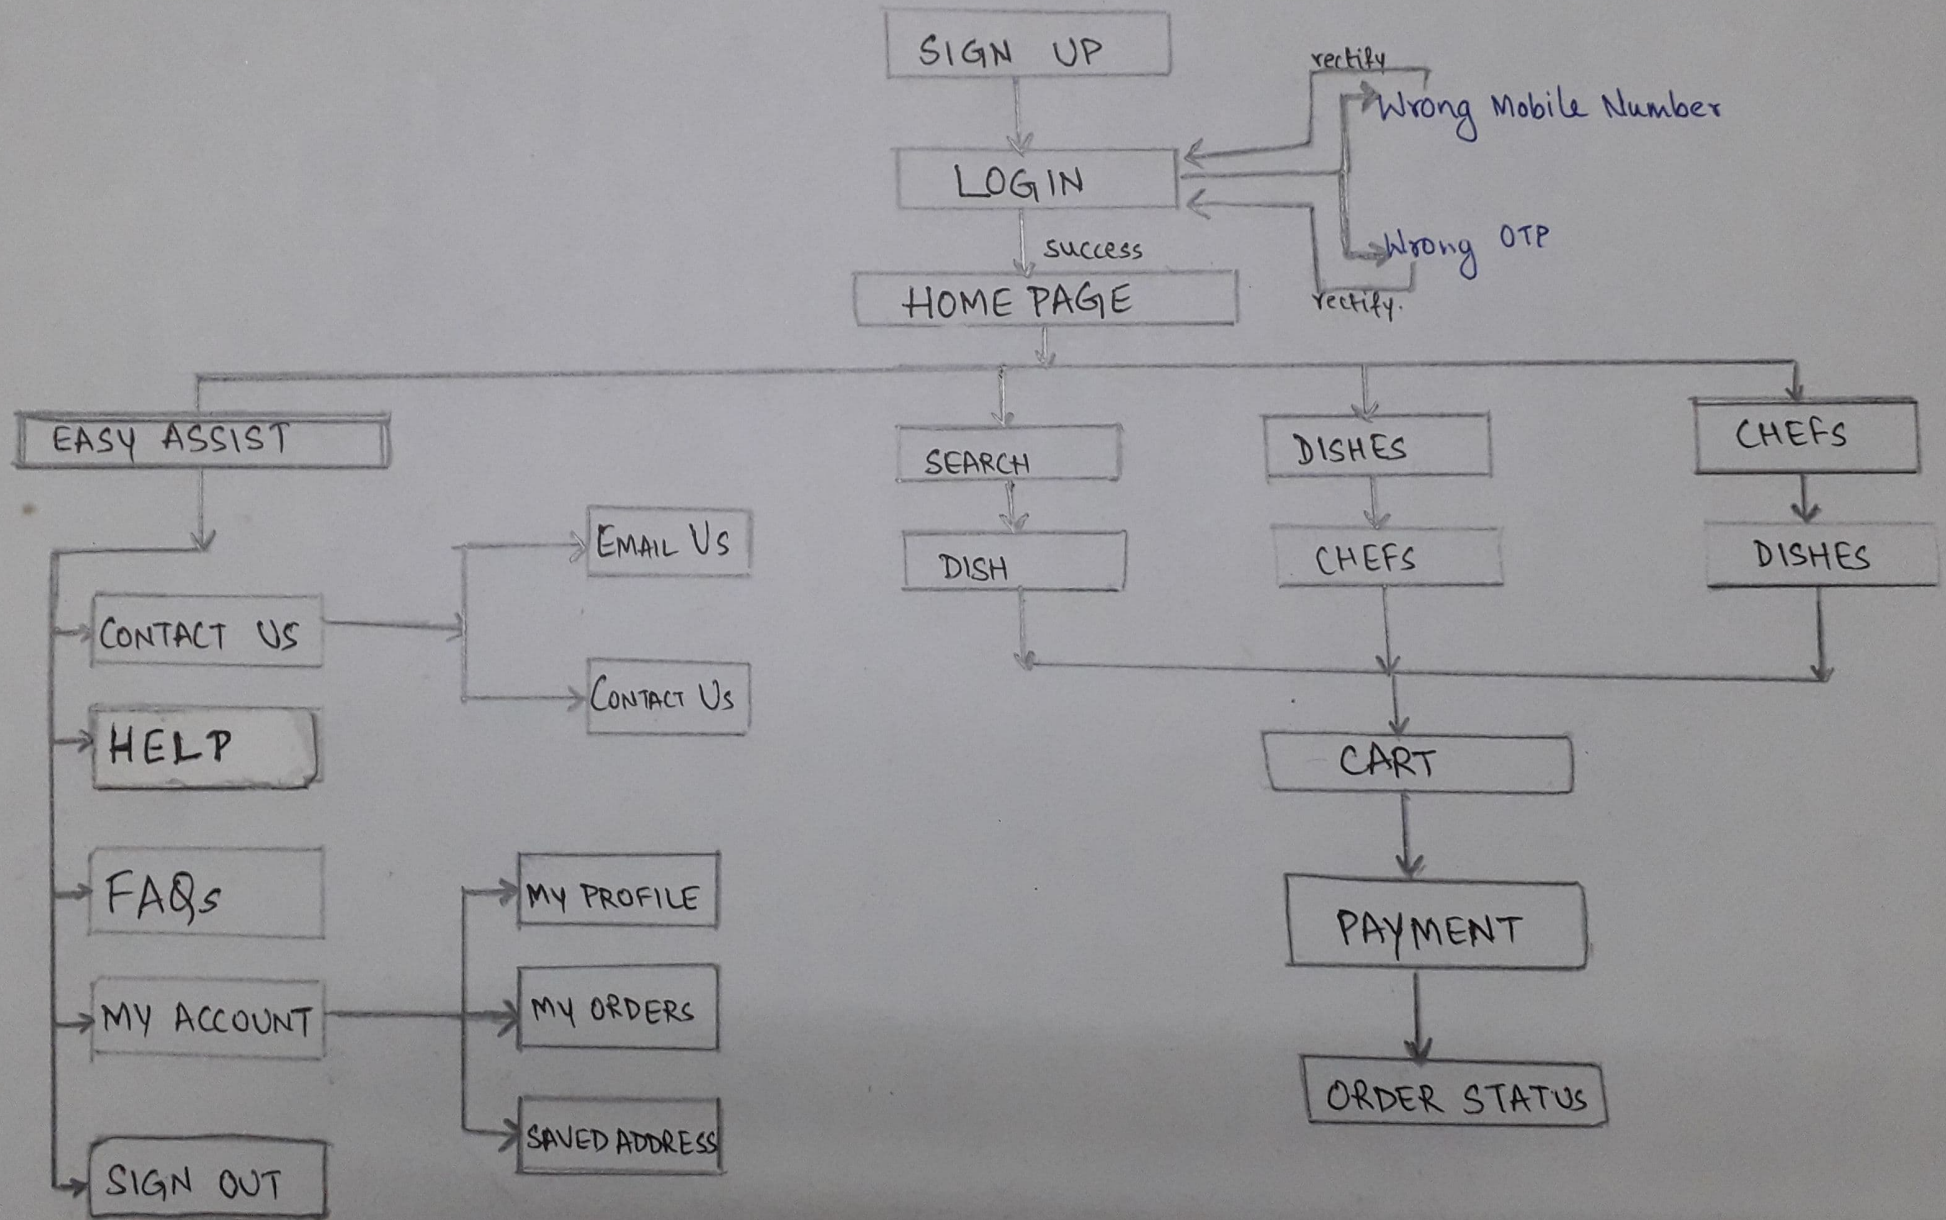 SIGN UP
rectify
Wrong Mobile Number
LOGIN
Wrong OTP
success
rectify.
HOME PAGE
EASY ASSIST
SEARCH
DISHES
CHEFS
DISH
CHEFS
DISHES
EMAIL US
CONTACT US
CONTACT US
HELP
CART
FAQs
MY PROFILE
PAYMENT
MY ACCOUNT
MY ORDERS
ORDER STATUS
SAVED ADDRESS
SIGN OUT